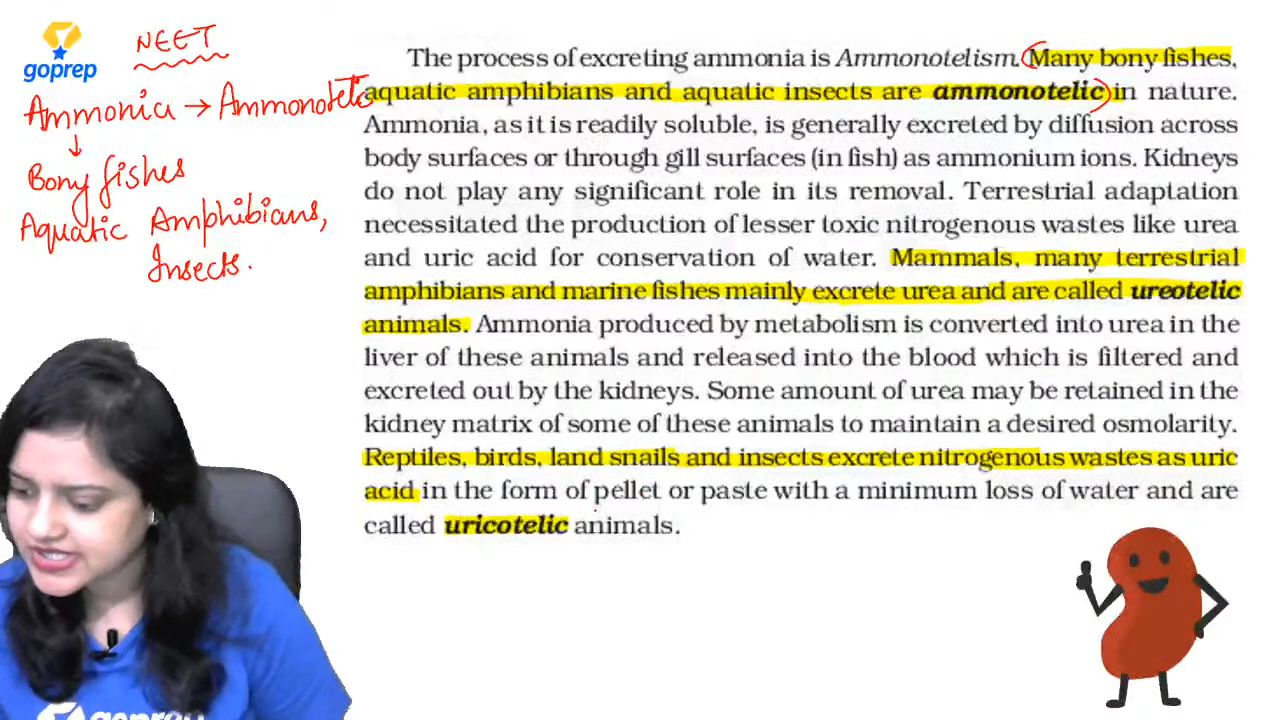 goprep
NEET
Ammonia → Ammonotelic
↓
Bony fishes
Aquatic Amphibians,
Insects.
The process of excreting ammonia is Ammonotelism. (Many bony fishes,
aquatic amphibians and aquatic insects are ammonotelic) in nature.
Ammonia, as it is readily soluble, is generally excreted by diffusion across
body surfaces or through gill surfaces (in fish) as ammonium ions. Kidneys
do not play any significant role in its removal. Terrestrial adaptation
necessitated the production of lesser toxic nitrogenous wastes like urea
and uric acid for conservation of water. Mammals, many terrestrial
amphibians and marine fishes mainly excrete urea and are called ureotelic
animals. Ammonia produced by metabolism is converted into urea in the
liver of these animals and released into the blood which is filtered and
excreted out by the kidneys. Some amount of urea may be retained in the
kidney matrix of some of these animals to maintain a desired osmolarity.
Reptiles, birds, land snails and insects excrete nitrogenous wastes as uric
acid in the form of pellet or paste with a minimum loss of water and are
called uricotelic animals.
goprep